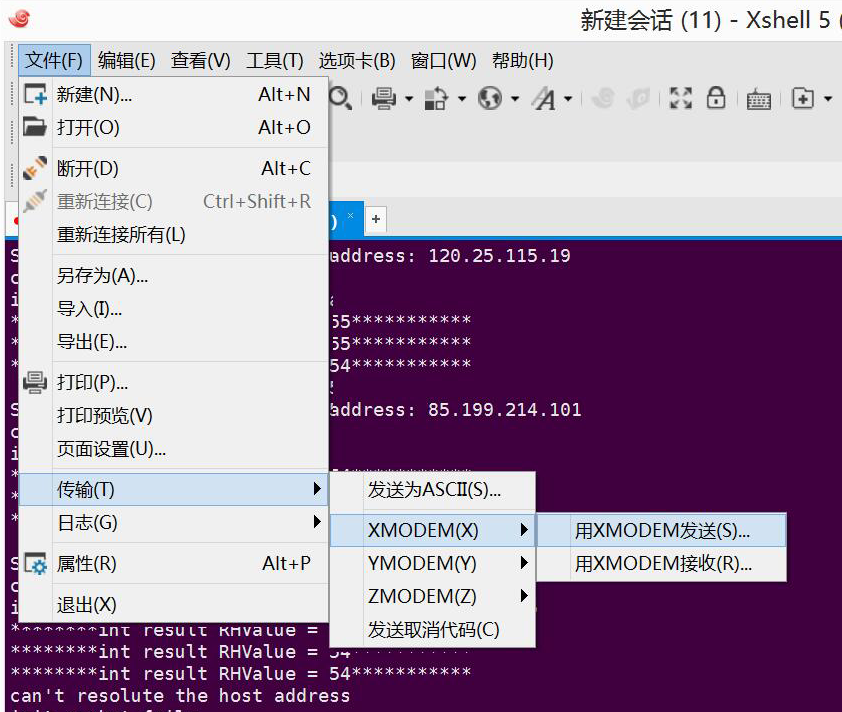 新建会话 (11) - Xshell 5 (
文件(F) 编辑(E) 查看(V) 工具(T) 选项卡(B) 窗口(W) 帮助(H)
新建(N)... Alt+N
打开(O) Alt+O
断开(D) Alt+C
重新连接(C) Ctrl+Shift+R
重新连接所有(L)
另存为(A)...
导入(I)...
导出(E)...
打印(P)...
打印预览(V)
页面设置(U)...
传输(T)
日志(G)
属性(R) Alt+P
退出(X)
发送为ASCII(S)...
XMODEM(X)
YMODEM(Y)
ZMODEM(Z)
发送取消代码(C)
用XMODEM发送(S)...
用XMODEM接收(R)...
address: 120.25.115.19
55***********
55***********
54***********
address: 85.199.214.101
********int result RHValue =
********int result RHValue = 54***********
********int result RHValue = 54***********
can't resolute the host address